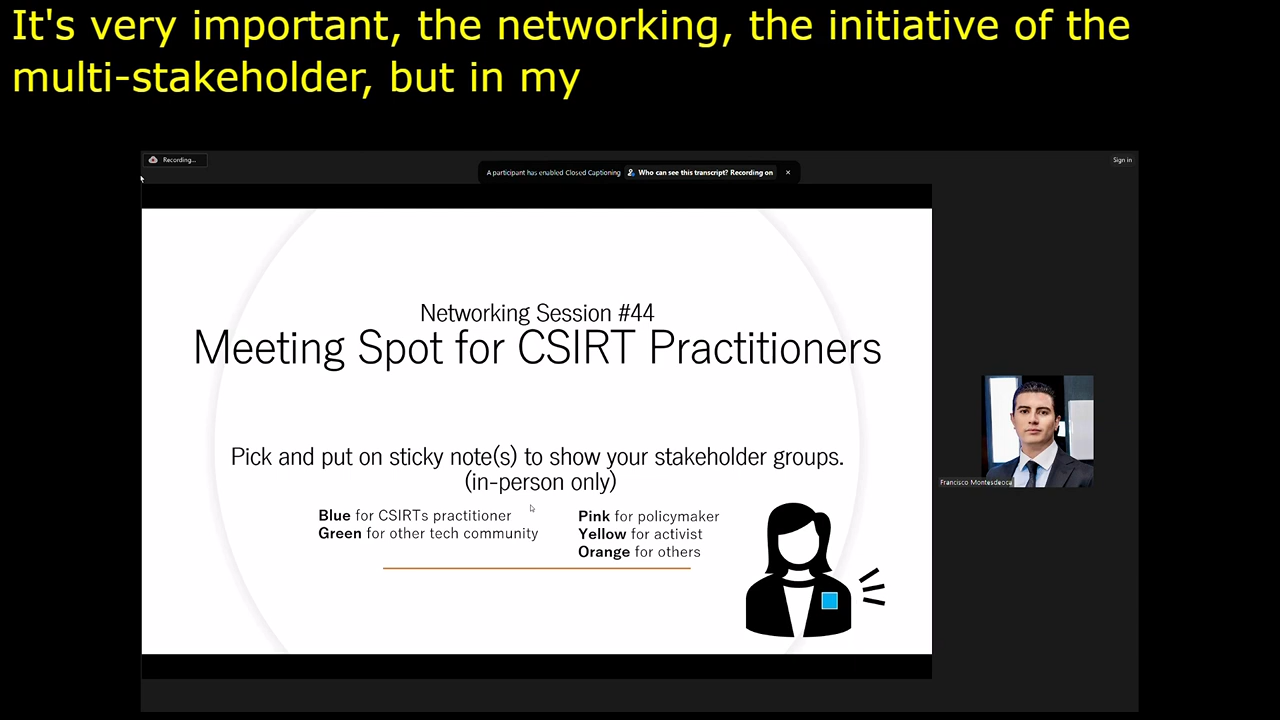 It's very important, the networking, the initiative of the
multi-stakeholder, but in my
Recording...
A participant has enabled Closed Captioning Who can see this transcript? Recording on
Sign in
Networking Session #44
Meeting Spot for CSIRT Practitioners
Pick and put on sticky note(s) to show your stakeholder groups.
(in-person only)
Blue for CSIRTs practitioner
Green for other tech community
Pink for policymaker
Yellow for activist
Orange for others
Francisco Montesdeoca